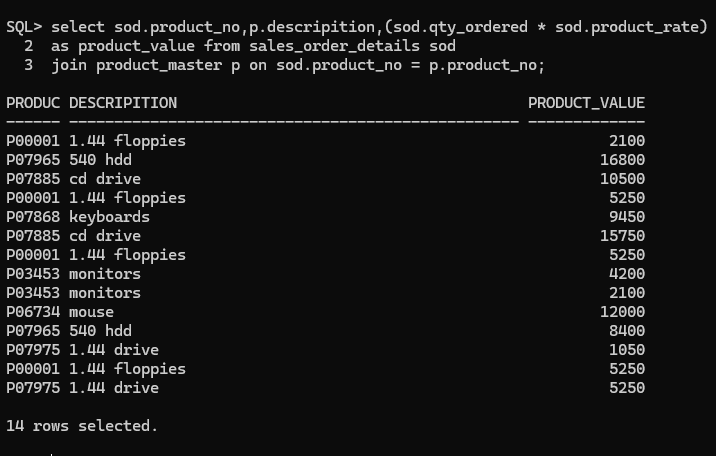 SQL> select sod.product_no,p.descripition,(sod.qty_ordered * sod.product_rate)
2 as product_value from sales_order_details sod
3 join product_master p on sod.product_no = p.product_no;
PRODUC DESCRIPITION PRODUCT_VALUE
------ -------------------------------------------------- -------------
P00001 1.44 floppies 2100
P07965 540 hdd 16800
P07885 cd drive 10500
P00001 1.44 floppies 5250
P07868 keyboards 9450
P07885 cd drive 15750
P00001 1.44 floppies 5250
P03453 monitors 4200
P03453 monitors 2100
P06734 mouse 12000
P07965 540 hdd 8400
P07975 1.44 drive 1050
P00001 1.44 floppies 5250
P07975 1.44 drive 5250
14 rows selected.